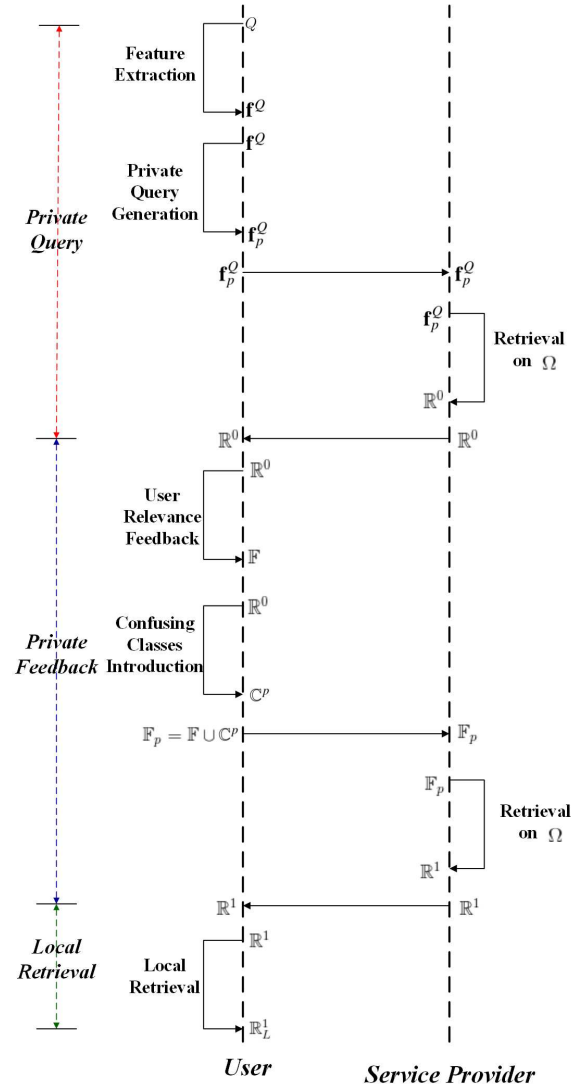 Q
Feature
Extraction
f^Q
f^Q
Private
Query
Generation
f_p^Q
Private
Query
f_p^Q f_p^Q
f_p^Q
Retrieval
on Ω
ℝ^0
ℝ^0 ℝ^0
ℝ^0
User
Relevance
Feedback
𝔽
ℝ^0
Confusing
Classes
Introduction
Private
Feedback
ℂ^p
𝔽_p = 𝔽 ∪ ℂ^p 𝔽_p
𝔽_p
Retrieval
on Ω
ℝ^1
ℝ^1 ℝ^1
ℝ^1
Local
Retrieval
Local
Retrieval
ℝ_L^1
User
Service Provider